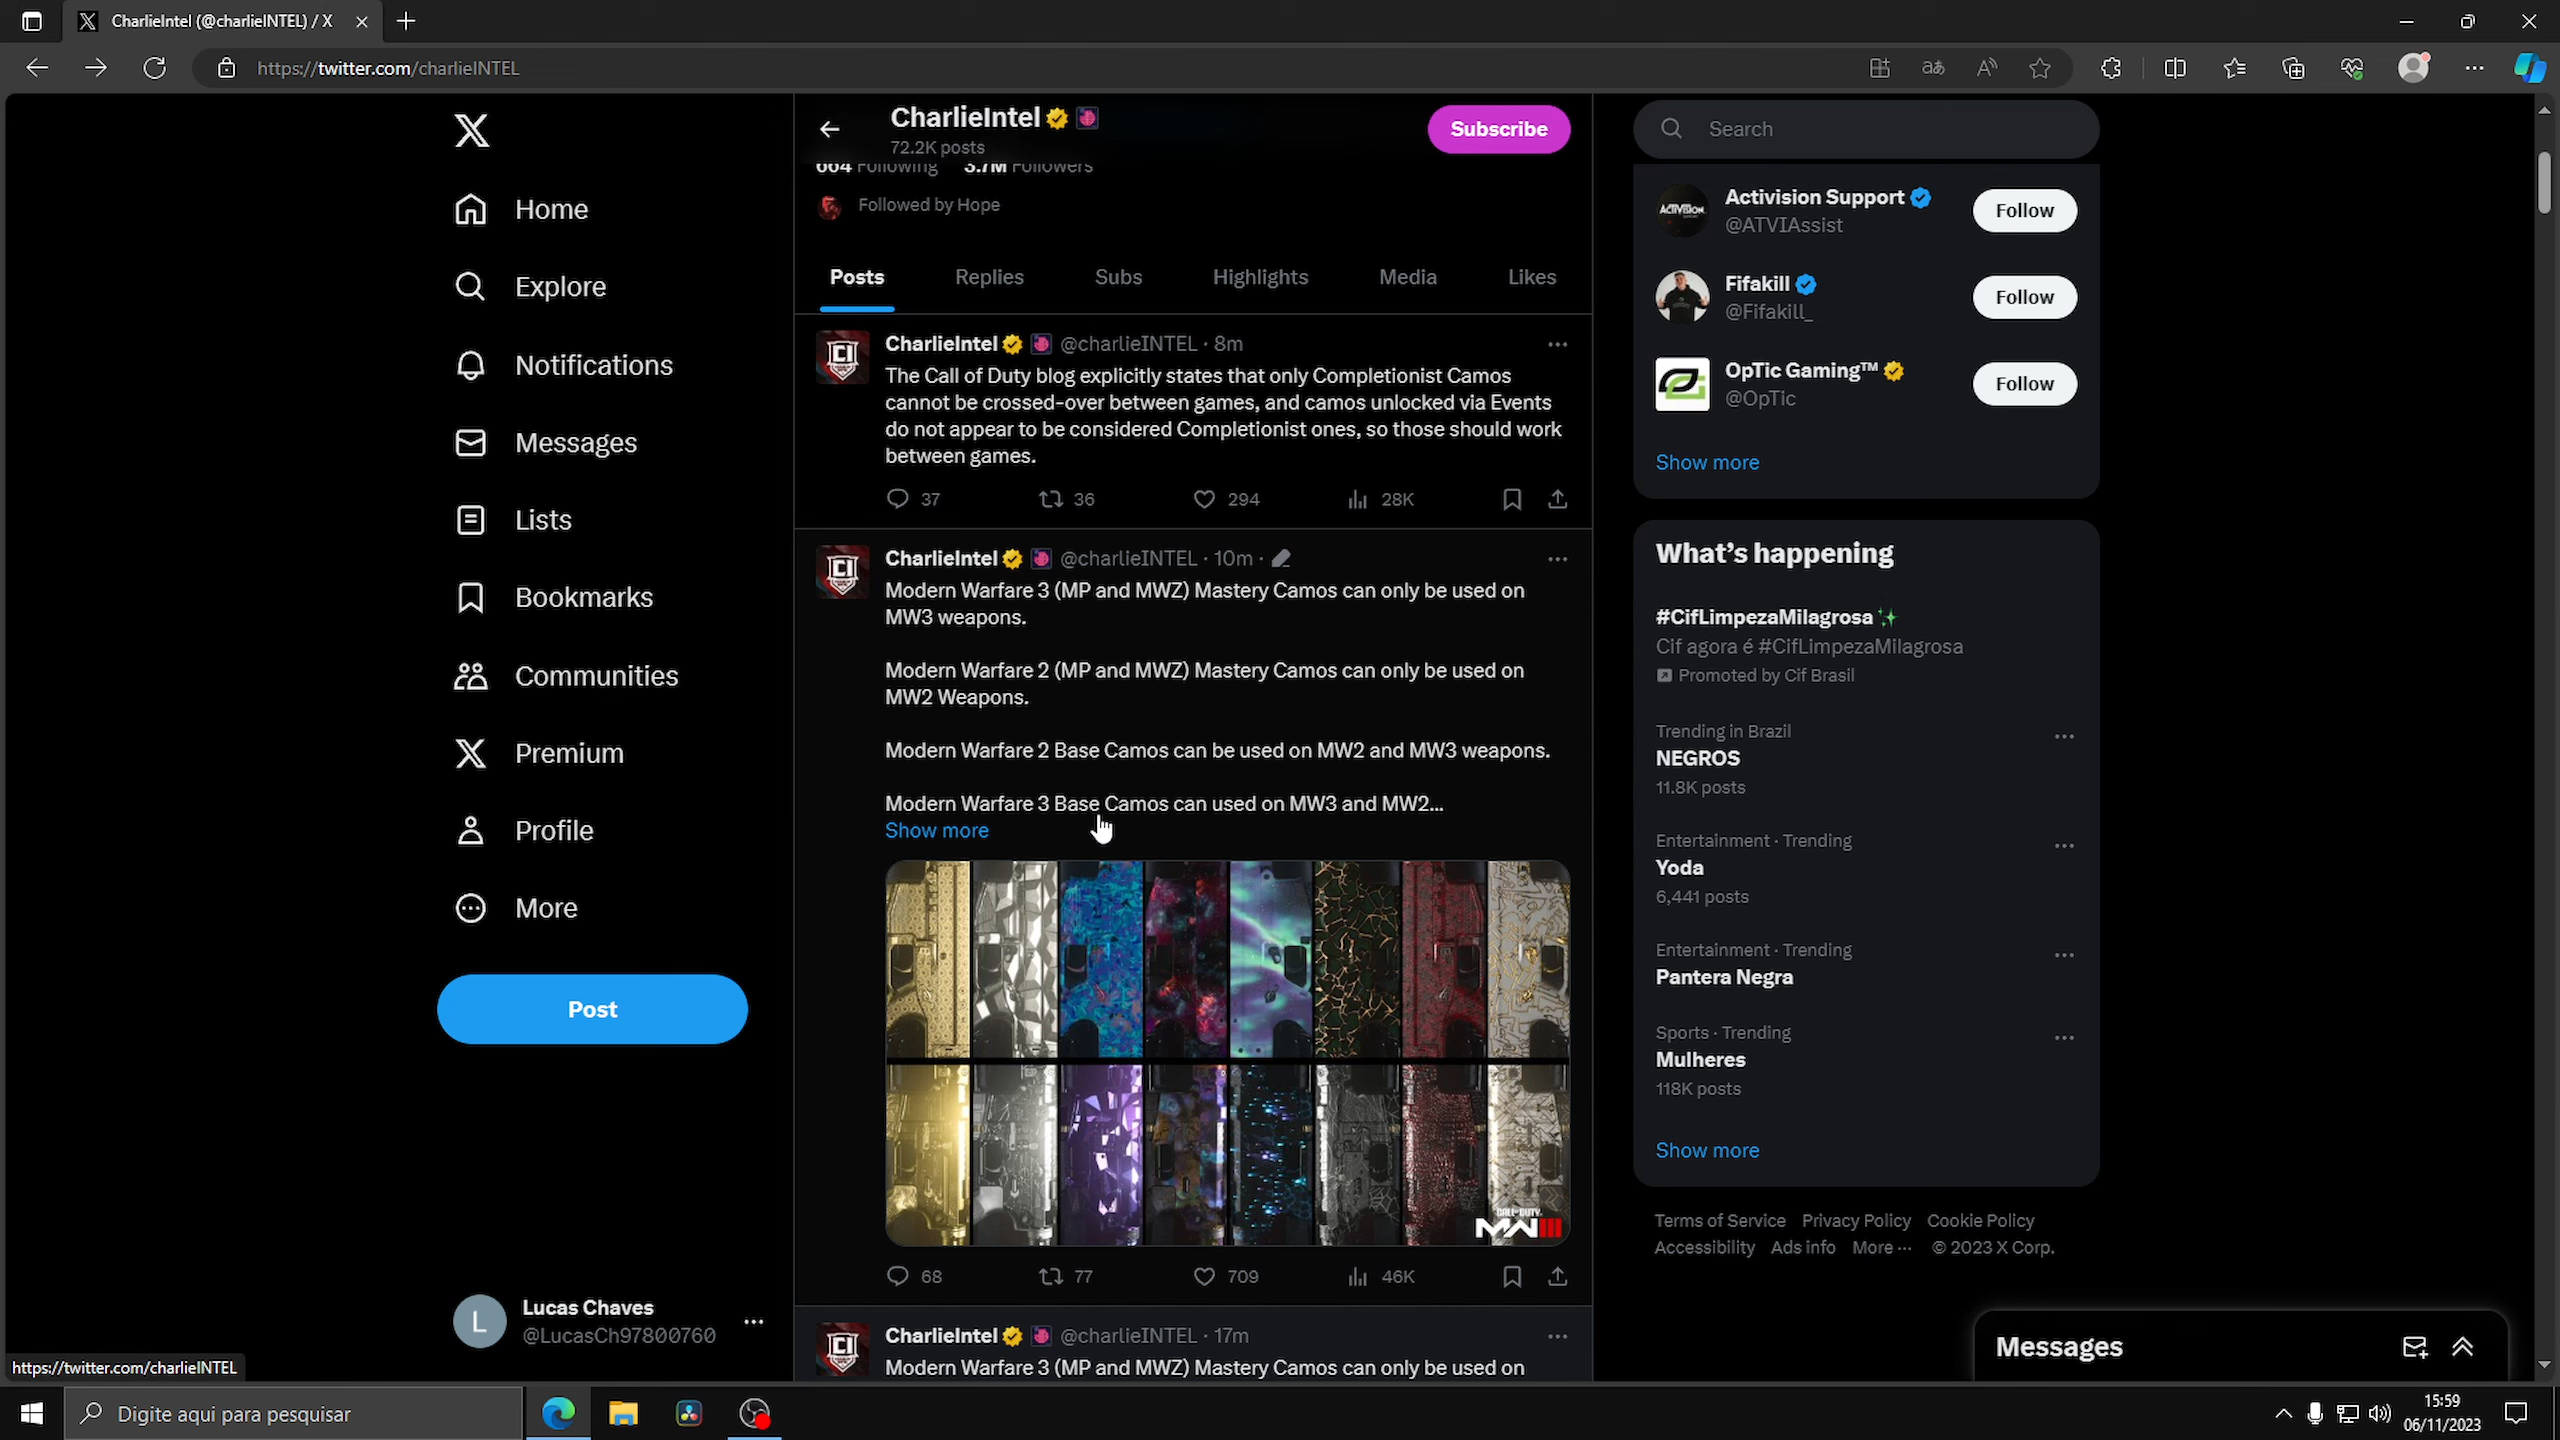 CharlieIntel (@charlieINTEL) / X
https://twitter.com/charlieINTEL
Home
Explore
Notifications
Messages
Lists
Bookmarks
Communities
Premium
Profile
More
Post
Lucas Chaves
@LucasCh97800760
https://twitter.com/charlieINTEL
CharlieIntel
72.2K posts
Subscribe
664 Following 3.7M Followers
Followed by Hope
Posts Replies Subs Highlights Media Likes
CharlieIntel @charlieINTEL · 8m
The Call of Duty blog explicitly states that only Completionist Camos
cannot be crossed-over between games, and camos unlocked via Events
do not appear to be considered Completionist ones, so those should work
between games.
37 36 294 28K
CharlieIntel @charlieINTEL · 10m ·
Modern Warfare 3 (MP and MWZ) Mastery Camos can only be used on
MW3 weapons.
Modern Warfare 2 (MP and MWZ) Mastery Camos can only be used on
MW2 Weapons.
Modern Warfare 2 Base Camos can be used on MW2 and MW3 weapons.
Modern Warfare 3 Base Camos can used on MW3 and MW2...
Show more
CALL OF DUTY
MWIII
68 77 709 46K
CharlieIntel @charlieINTEL · 17m
Modern Warfare 3 (MP and MWZ) Mastery Camos can only be used on
Search
ACTIVISION
Activision Support
@ATVIAssist
Follow
Fifakill
@Fifakill_
Follow
OpTic Gaming™
@OpTic
Follow
Show more
What's happening
#CifLimpezaMilagrosa
Cif agora é #CifLimpezaMilagrosa
Promoted by Cif Brasil
Trending in Brazil
NEGROS
11.8K posts
Entertainment · Trending
Yoda
6,441 posts
Entertainment · Trending
Pantera Negra
Sports · Trending
Mulheres
118K posts
Show more
Terms of Service Privacy Policy Cookie Policy
Accessibility Ads info More ··· © 2023 X Corp.
Messages
Digite aqui para pesquisar
15:59
06/11/2023